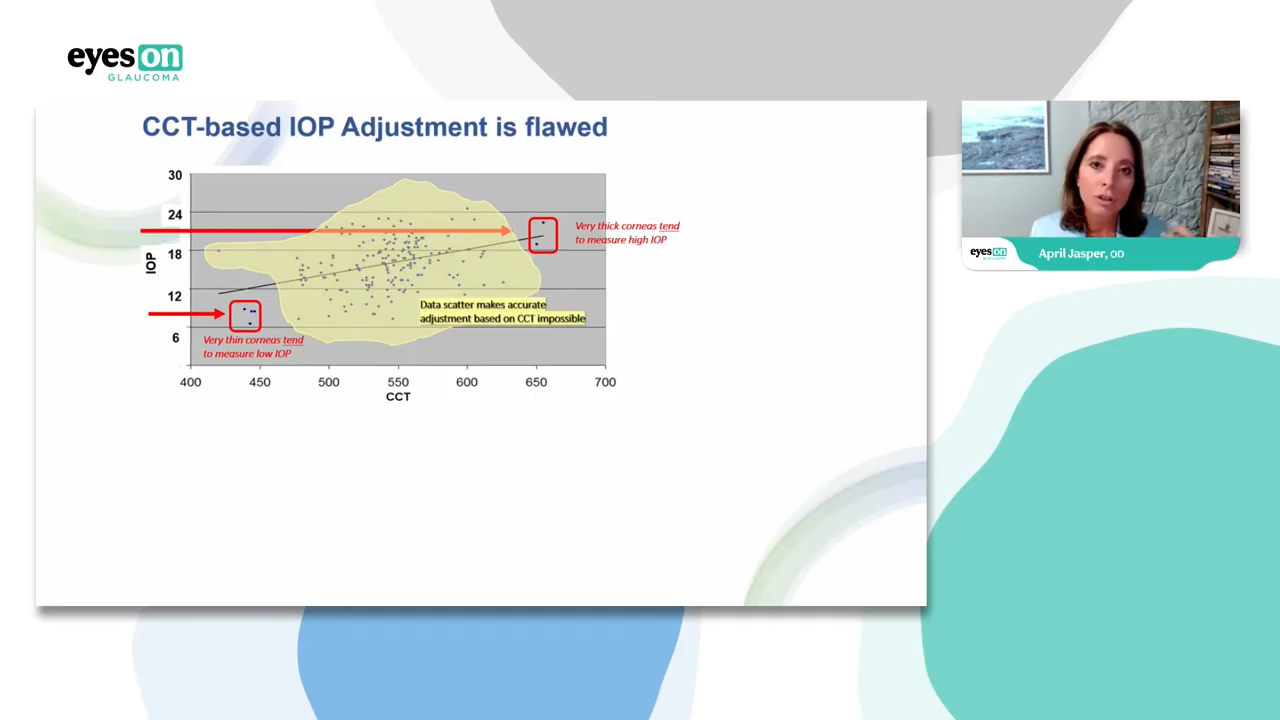 eyes on
GLAUCOMA
CCT-based IOP Adjustment is flawed
30
24
18
12
6
IOP
Very thick corneas tend
to measure high IOP
Data scatter makes accurate
adjustment based on CCT impossible
Very thin corneas tend
to measure low IOP
400 450 500 550 600 650 700
CCT
eyes on
April Jasper, OD